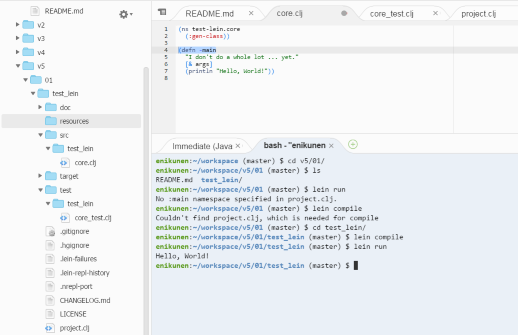 README.md
v2
v3
v4
v5
01
test_lein
doc
resources
src
test_lein
core.clj
target
test
test_lein
core_test.clj
.gitignore
.hgignore
.lein-failures
.lein-repl-history
.nrepl-port
CHANGELOG.md
LICENSE
project.clj
README.md
core.clj
core_test.clj
project.clj
1 (ns test-lein.core
2 (:gen-class))
3
4 (defn -main
5 "I don't do a whole lot ... yet."
6 [& args]
7 (println "Hello, World!"))
8
Immediate (Java
bash - "enikunen
enikunen:~/workspace (master) $ cd v5/01/
enikunen:~/workspace/v5/01 (master) $ ls
README.md test_lein/
enikunen:~/workspace/v5/01 (master) $ lein run
No :main namespace specified in project.clj.
enikunen:~/workspace/v5/01 (master) $ lein compile
Couldn't find project.clj, which is needed for compile
enikunen:~/workspace/v5/01 (master) $ cd test_lein/
enikunen:~/workspace/v5/01/test_lein (master) $ lein compile
enikunen:~/workspace/v5/01/test_lein (master) $ lein run
Hello, World!
enikunen:~/workspace/v5/01/test_lein (master) $